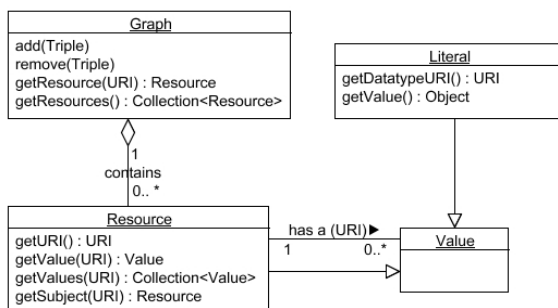 Graph
add(Triple)
remove(Triple)
getResource(URI) : Resource
getResources() : Collection<Resource>
Literal
getDatatypeURI() : URI
getValue() : Object
1
contains
0.. *
Resource
getURI() : URI
getValue(URI) : Value
getValues(URI) : Collection<Value>
getSubject(URI) : Resource
has a (URI)
1
0..*
Value